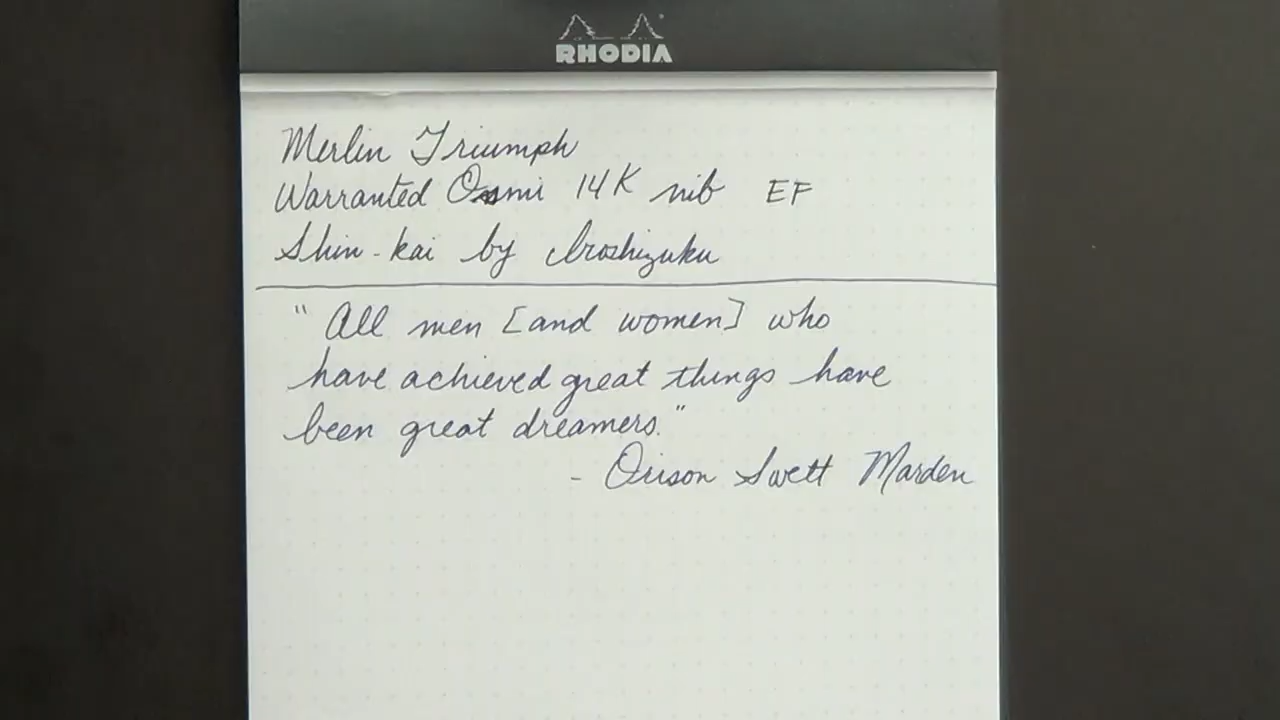 RHODIA
Merlin Triumph
Warranted Osmi 14K nib EF
Shin-kai by Iroshizuku
"All men [and women] who
have achieved great things have
been great dreamers."
- Orison Swett Marden